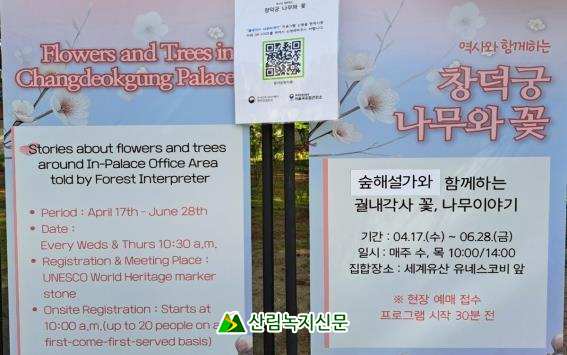 Flowers and Trees in
Changdeokgung Palace
Stories about flowers and trees
around In-Palace Office Area
told by Forest Interpreter
• Period : April 17th - June 28th
• Date :
Every Weds & Thurs 10:30 a.m.
• Registration & Meeting Place :
UNESCO World Heritage marker
stone
• Onsite Registration : Starts at
10:00 a.m.(up to 20 people on a
first-come-first-served basis)
창덕궁 나무와 꽃
역사와 함께하는
창덕궁
나무와 꽃
숲해설가와 함께하는
궐내각사 꽃, 나무이야기
기간 : 04.17.(수) ~ 06.28.(금)
일시 : 매주 수, 목 10:00/14:00
집합장소 : 세계유산 유네스코비 앞
※ 현장 예매 접수
프로그램 시작 30분 전
산림녹지신문